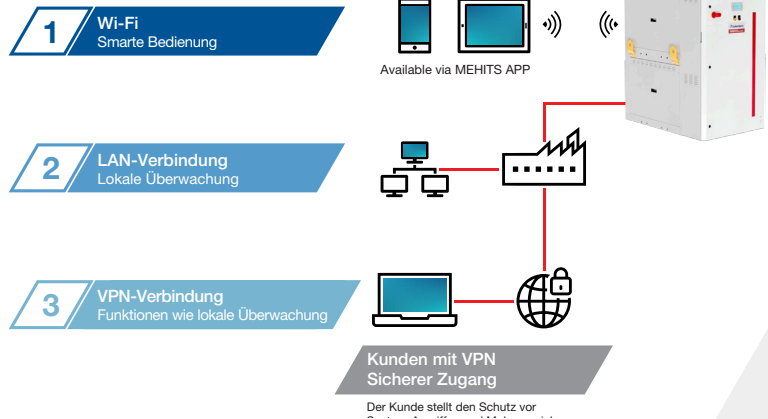 1
Wi-Fi
Smarte Bedienung
Available via MEHITS APP
2
LAN-Verbindung
Lokale Überwachung
3
VPN-Verbindung
Funktionen wie lokale Überwachung
Kunden mit VPN
Sicherer Zugang
Der Kunde stellt den Schutz vor